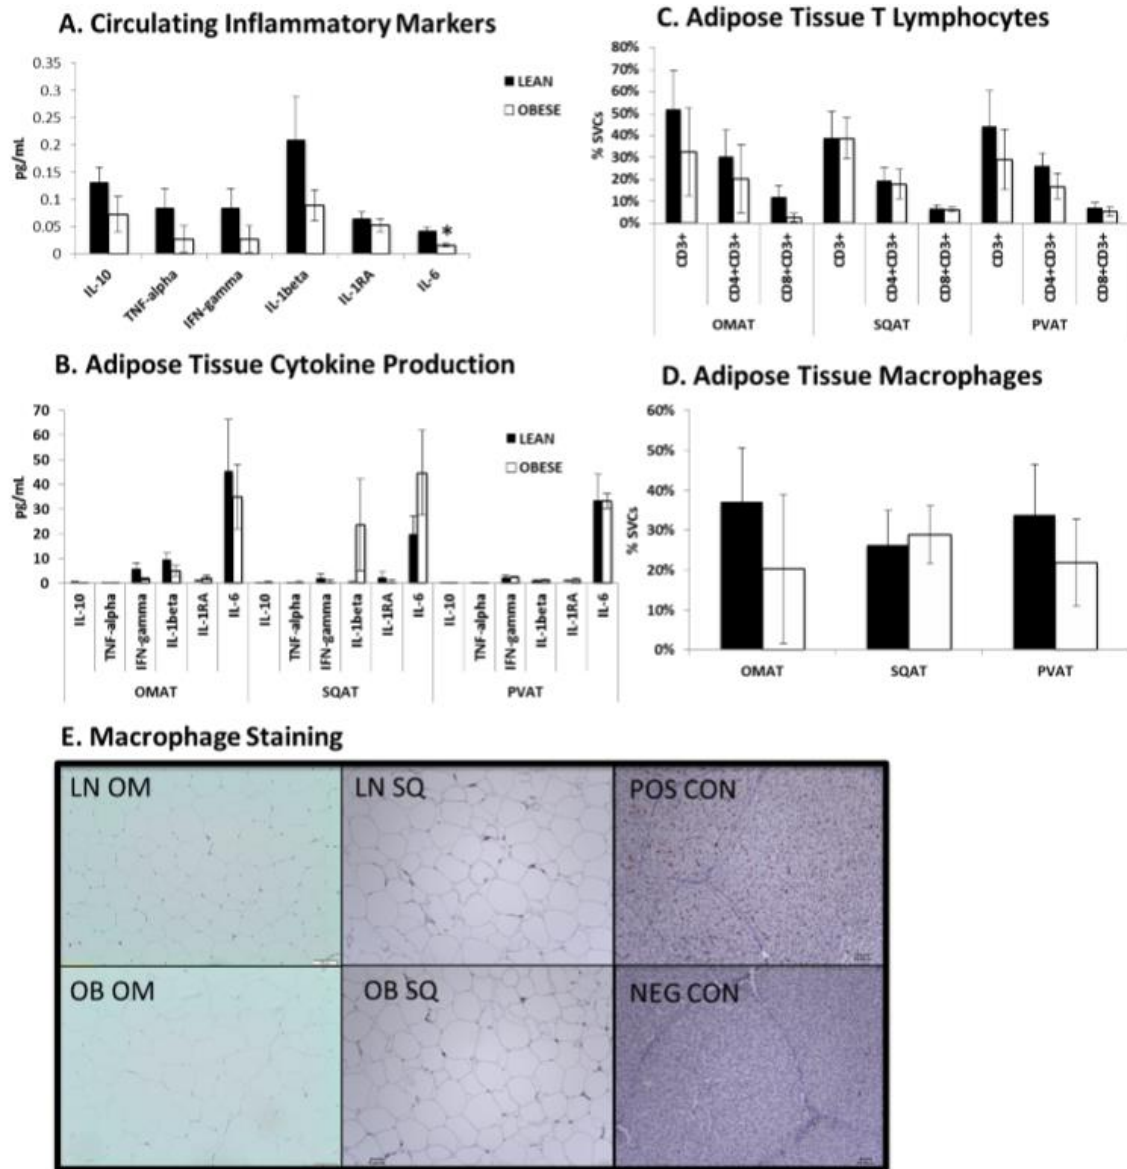 A. Circulating Inflammatory Markers
0.35
0.3
0.25
0.2
0.15
0.1
0.05
0
pg/mL
LEAN
OBESE
*
IL-10
TNF-alpha
IFN-gamma
IL-1beta
IL-1RA
IL-6
B. Adipose Tissue Cytokine Production
70
60
50
40
30
20
10
0
pg/mL
LEAN
OBESE
IL-10
TNF-alpha
IFN-gamma
IL-1beta
IL-1RA
IL-6
IL-10
TNF-alpha
IFN-gamma
IL-1beta
IL-1RA
IL-6
IL-10
TNF-alpha
IFN-gamma
IL-1beta
IL-1RA
IL-6
OMAT
SQAT
PVAT
C. Adipose Tissue T Lymphocytes
80%
70%
60%
50%
40%
30%
20%
10%
0%
% SVCs
CD3+
CD4+CD3+
CD8+CD3+
CD3+
CD4+CD3+
CD8+CD3+
CD3+
CD4+CD3+
CD8+CD3+
OMAT
SQAT
PVAT
D. Adipose Tissue Macrophages
60%
50%
40%
30%
20%
10%
0%
% SVCs
OMAT
SQAT
PVAT
E. Macrophage Staining
LN OM
LN SQ
POS CON
OB OM
OB SQ
NEG CON